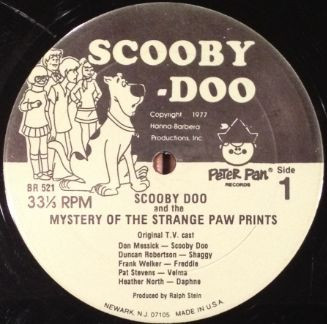 SCOOBY
-DOO
Copyright 1977
Hanna-Barbera
Productions, Inc
Peter Pan®
RECORDS
Side
1
BR 521
33⅓ RPM
SCOOBY DOO
and the
MYSTERY OF THE STRANGE PAW PRINTS
Original T.V. cast
Don Messick — Scooby Doo
Duncan Robertson — Shaggy
Frank Welker — Freddie
Pat Stevens — Velma
Heather North — Daphne
Produced by Ralph Stein
NEWARK, N.J. 07105 MADE IN U.S.A.